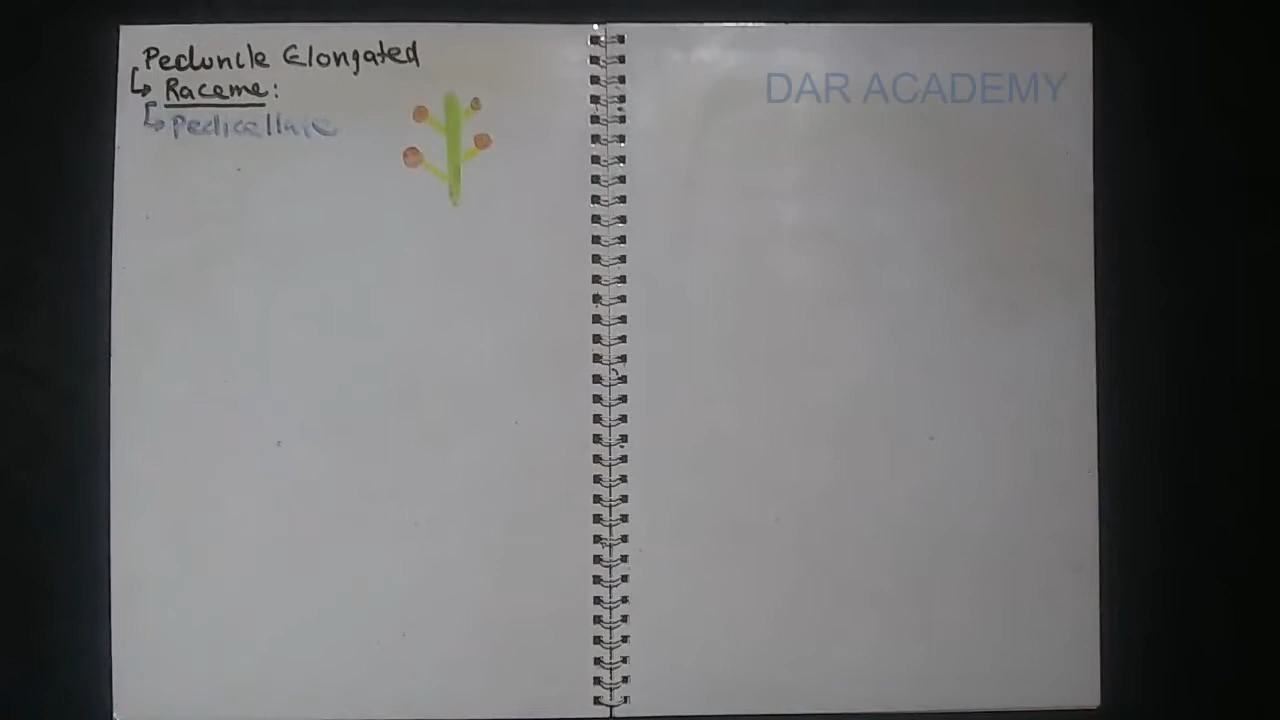 Peduncle Elongated
↳ Raceme:
↳ Pedicellate
DAR ACADEMY